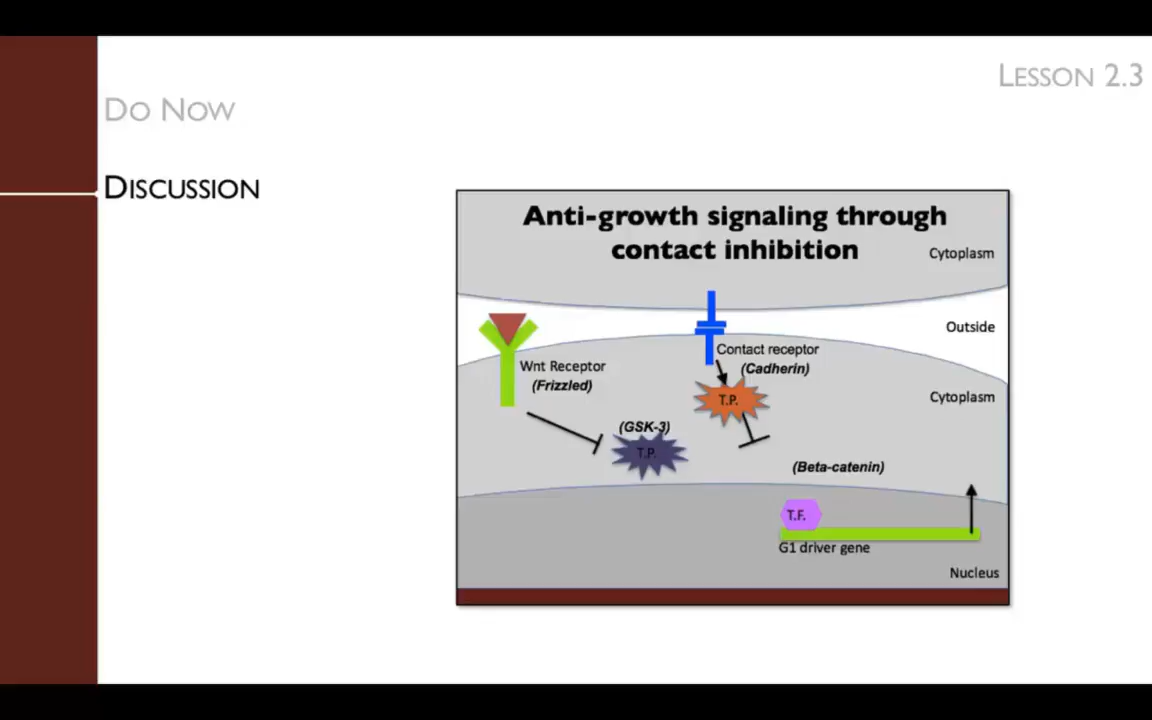 LESSON 2.3
DO NOW
DISCUSSION
Anti-growth signaling through
contact inhibition
Cytoplasm
Outside
Contact receptor
(Cadherin)
Wnt Receptor
(Frizzled)
T.P.
Cytoplasm
(GSK-3)
T.P.
(Beta-catenin)
T.F.
G1 driver gene
Nucleus